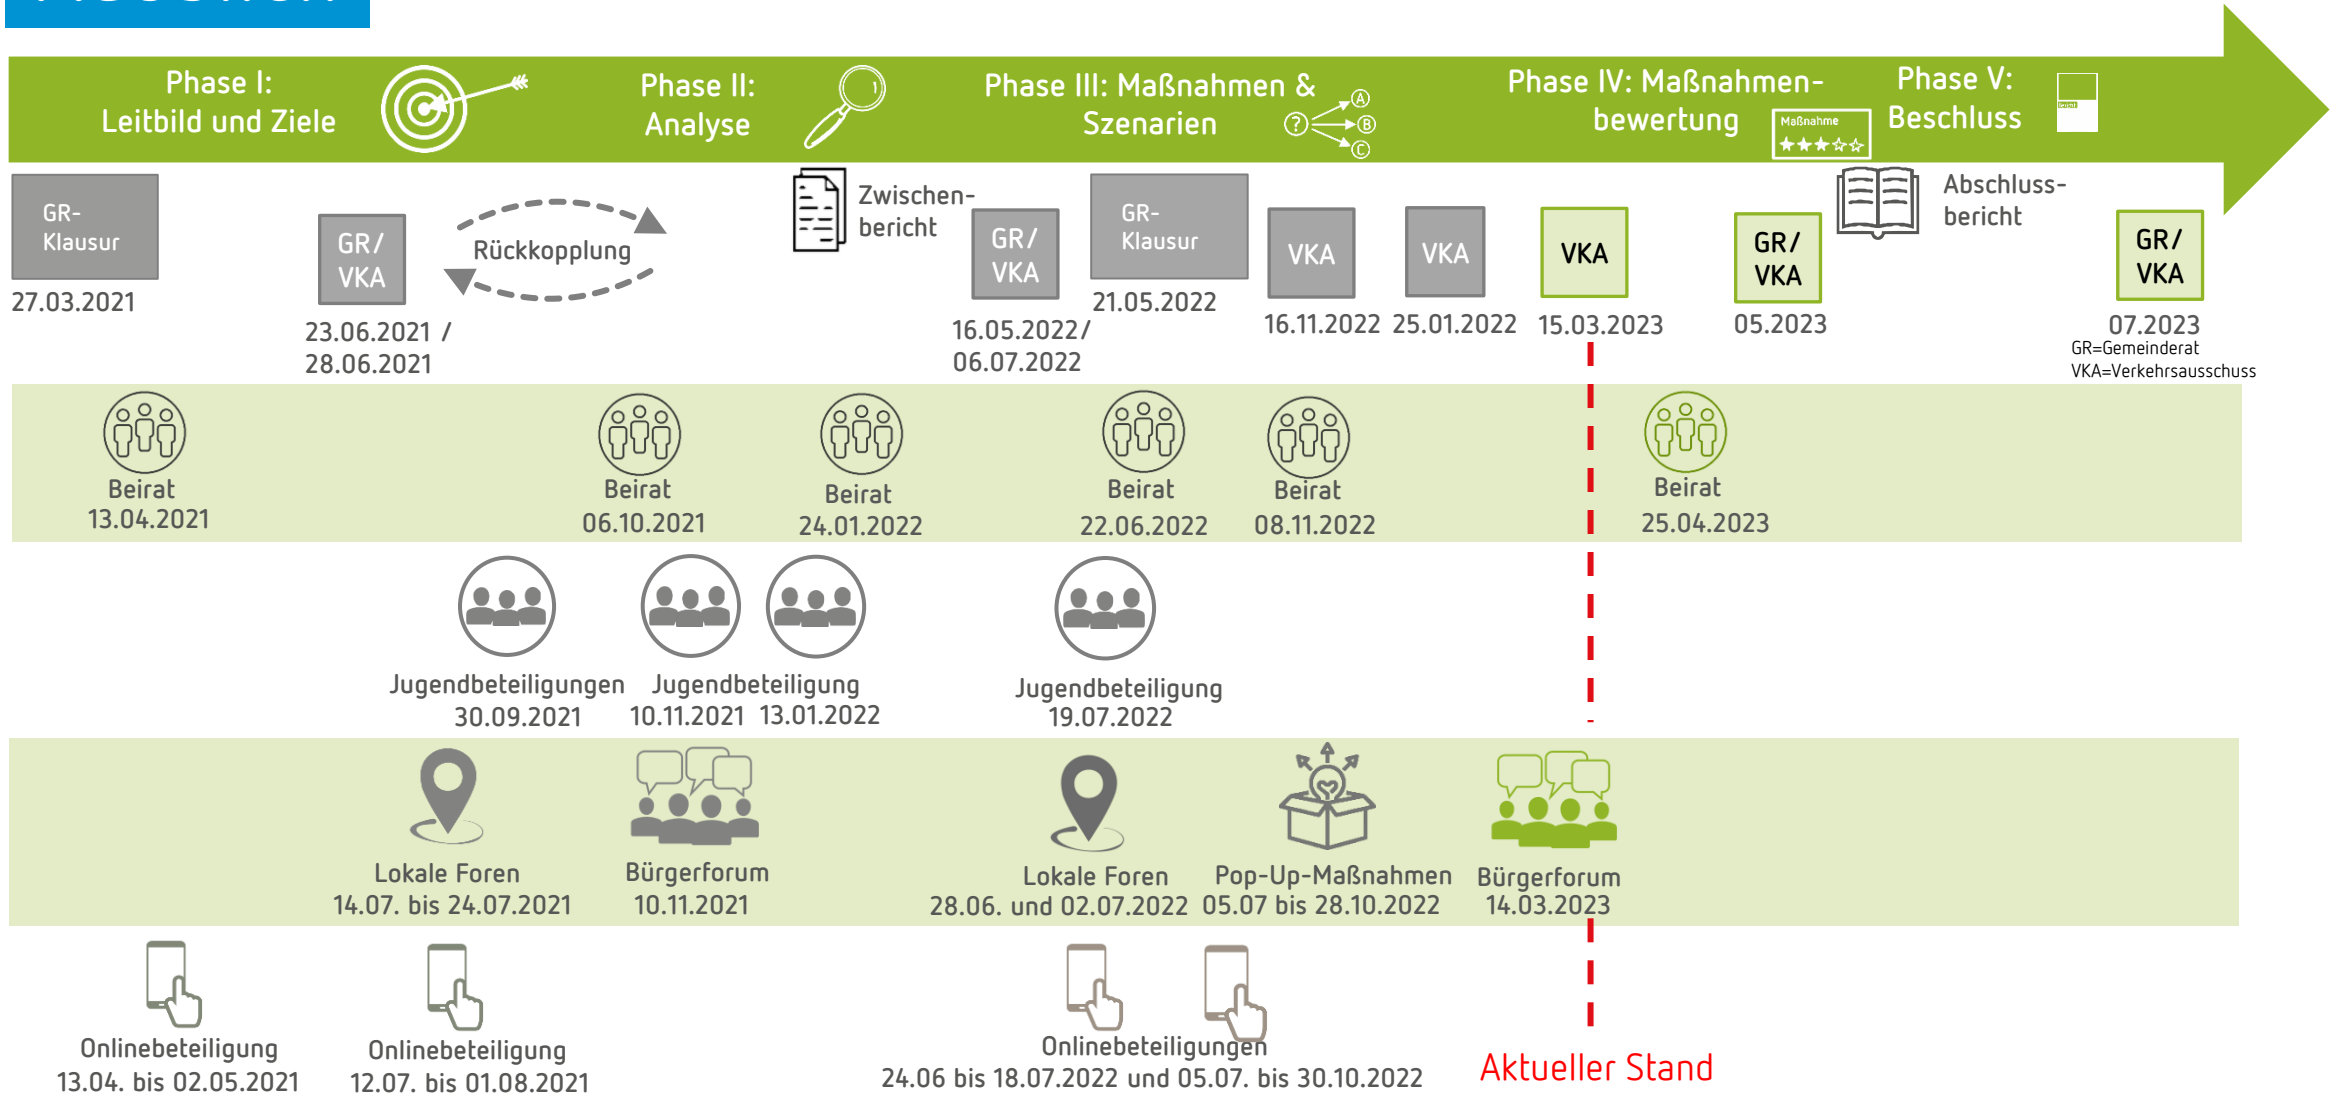 Phase I:
Leitbild und Ziele
Phase II:
Analyse
Phase III: Maßnahmen &
Szenarien
?
A
B
C
Phase IV: Maßnahmen-
bewertung
Maßnahme
Phase V:
Beschluss
GR-
Klausur
27.03.2021
GR/
VKA
23.06.2021 /
28.06.2021
Rückkopplung
Zwischen-
bericht
GR/
VKA
16.05.2022/
06.07.2022
GR-
Klausur
21.05.2022
VKA
16.11.2022
VKA
25.01.2022
VKA
15.03.2023
GR/
VKA
05.2023
Abschluss-
bericht
GR/
VKA
07.2023
GR=Gemeinderat
VKA=Verkehrsausschuss
Beirat
13.04.2021
Beirat
06.10.2021
Beirat
24.01.2022
Beirat
22.06.2022
Beirat
08.11.2022
Beirat
25.04.2023
Jugendbeteiligungen
30.09.2021
Jugendbeteiligung
10.11.2021 13.01.2022
Jugendbeteiligung
19.07.2022
Lokale Foren
14.07. bis 24.07.2021
Bürgerforum
10.11.2021
Lokale Foren
28.06. und 02.07.2022
Pop-Up-Maßnahmen
05.07 bis 28.10.2022
Bürgerforum
14.03.2023
Onlinebeteiligung
13.04. bis 02.05.2021
Onlinebeteiligung
12.07. bis 01.08.2021
Onlinebeteiligungen
24.06 bis 18.07.2022 und 05.07. bis 30.10.2022
Aktueller Stand